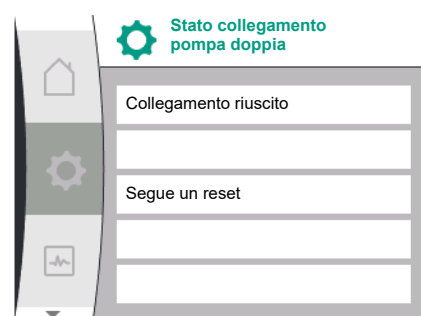 Stato collegamento
pompa doppia
Collegamento riuscito
Segue un reset